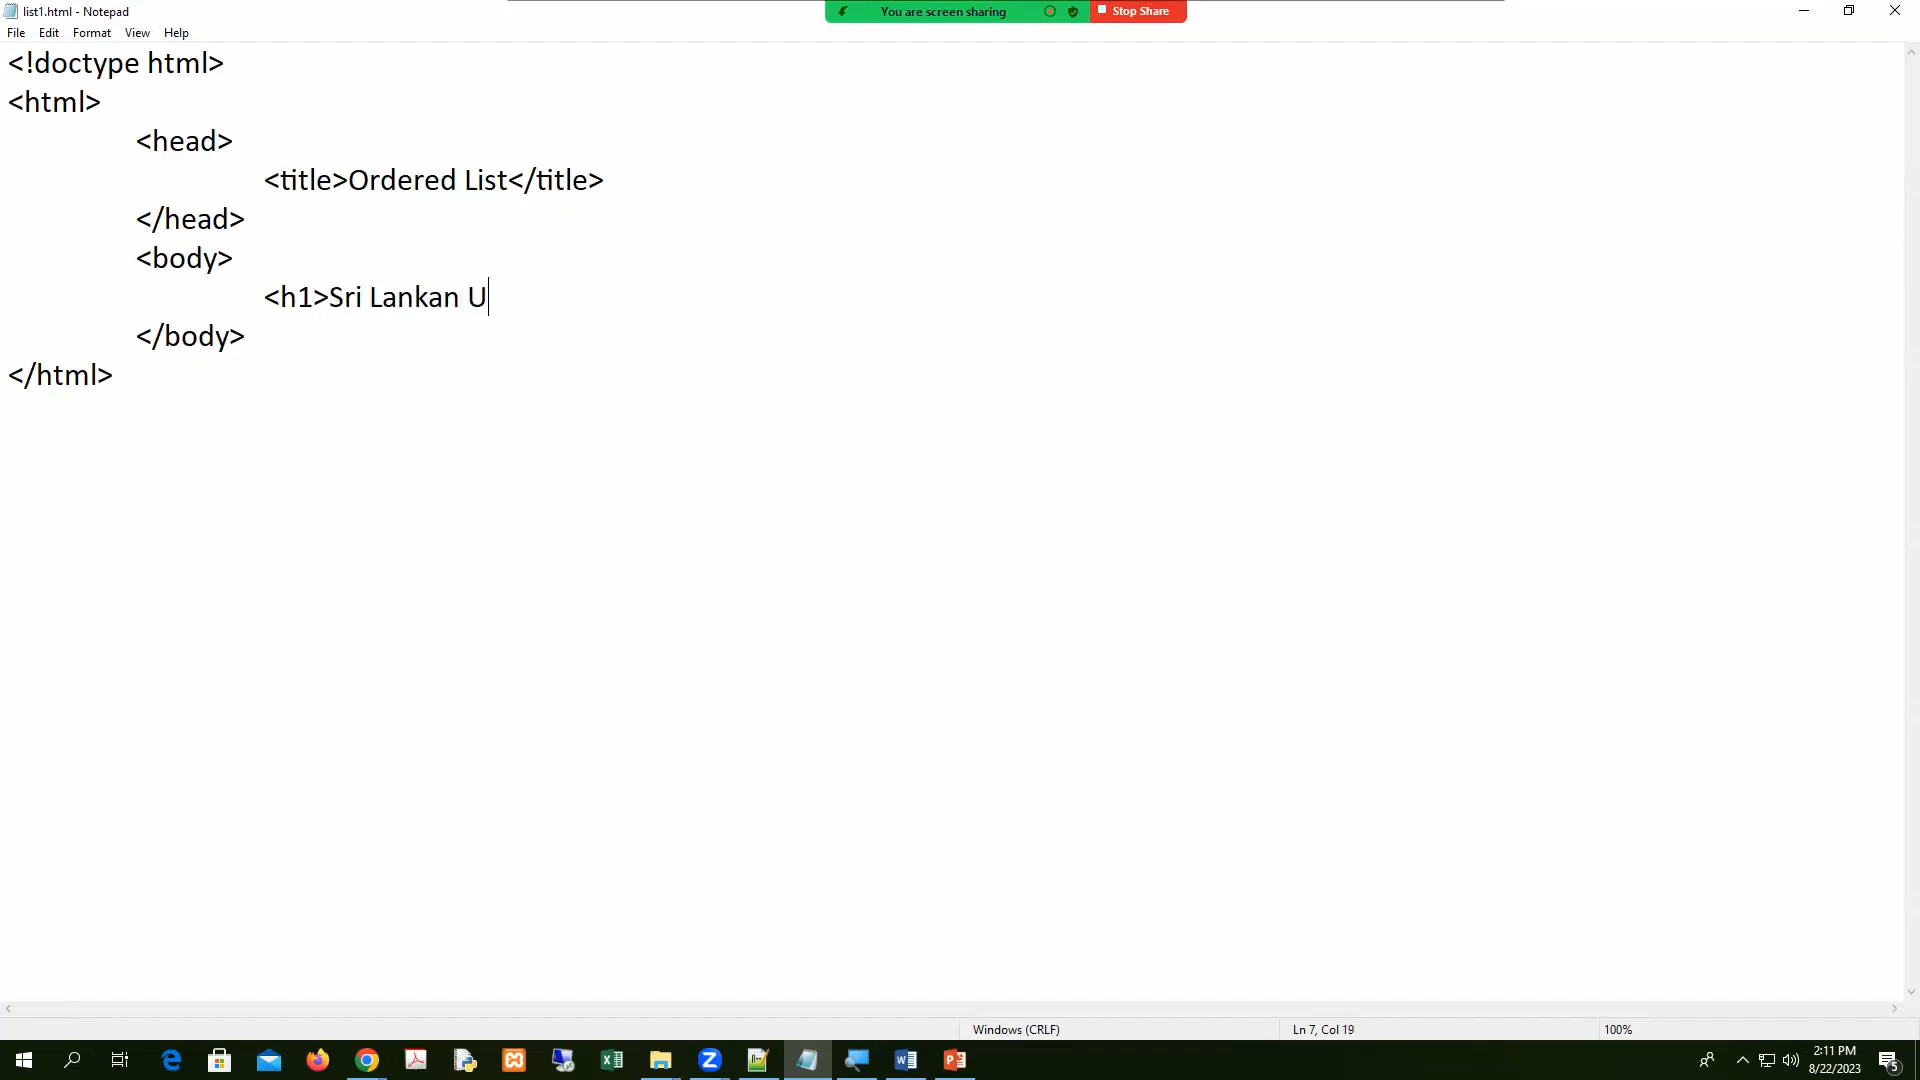 list1.html - Notepad
You are screen sharing
Stop Share
File Edit Format View Help
<!doctype html>
<html>
<head>
<title>Ordered List</title>
</head>
<body>
<h1>Sri Lankan U
</body>
</html>
Windows (CRLF)
Ln 7, Col 19
100%
2:11 PM
8/22/2023
5